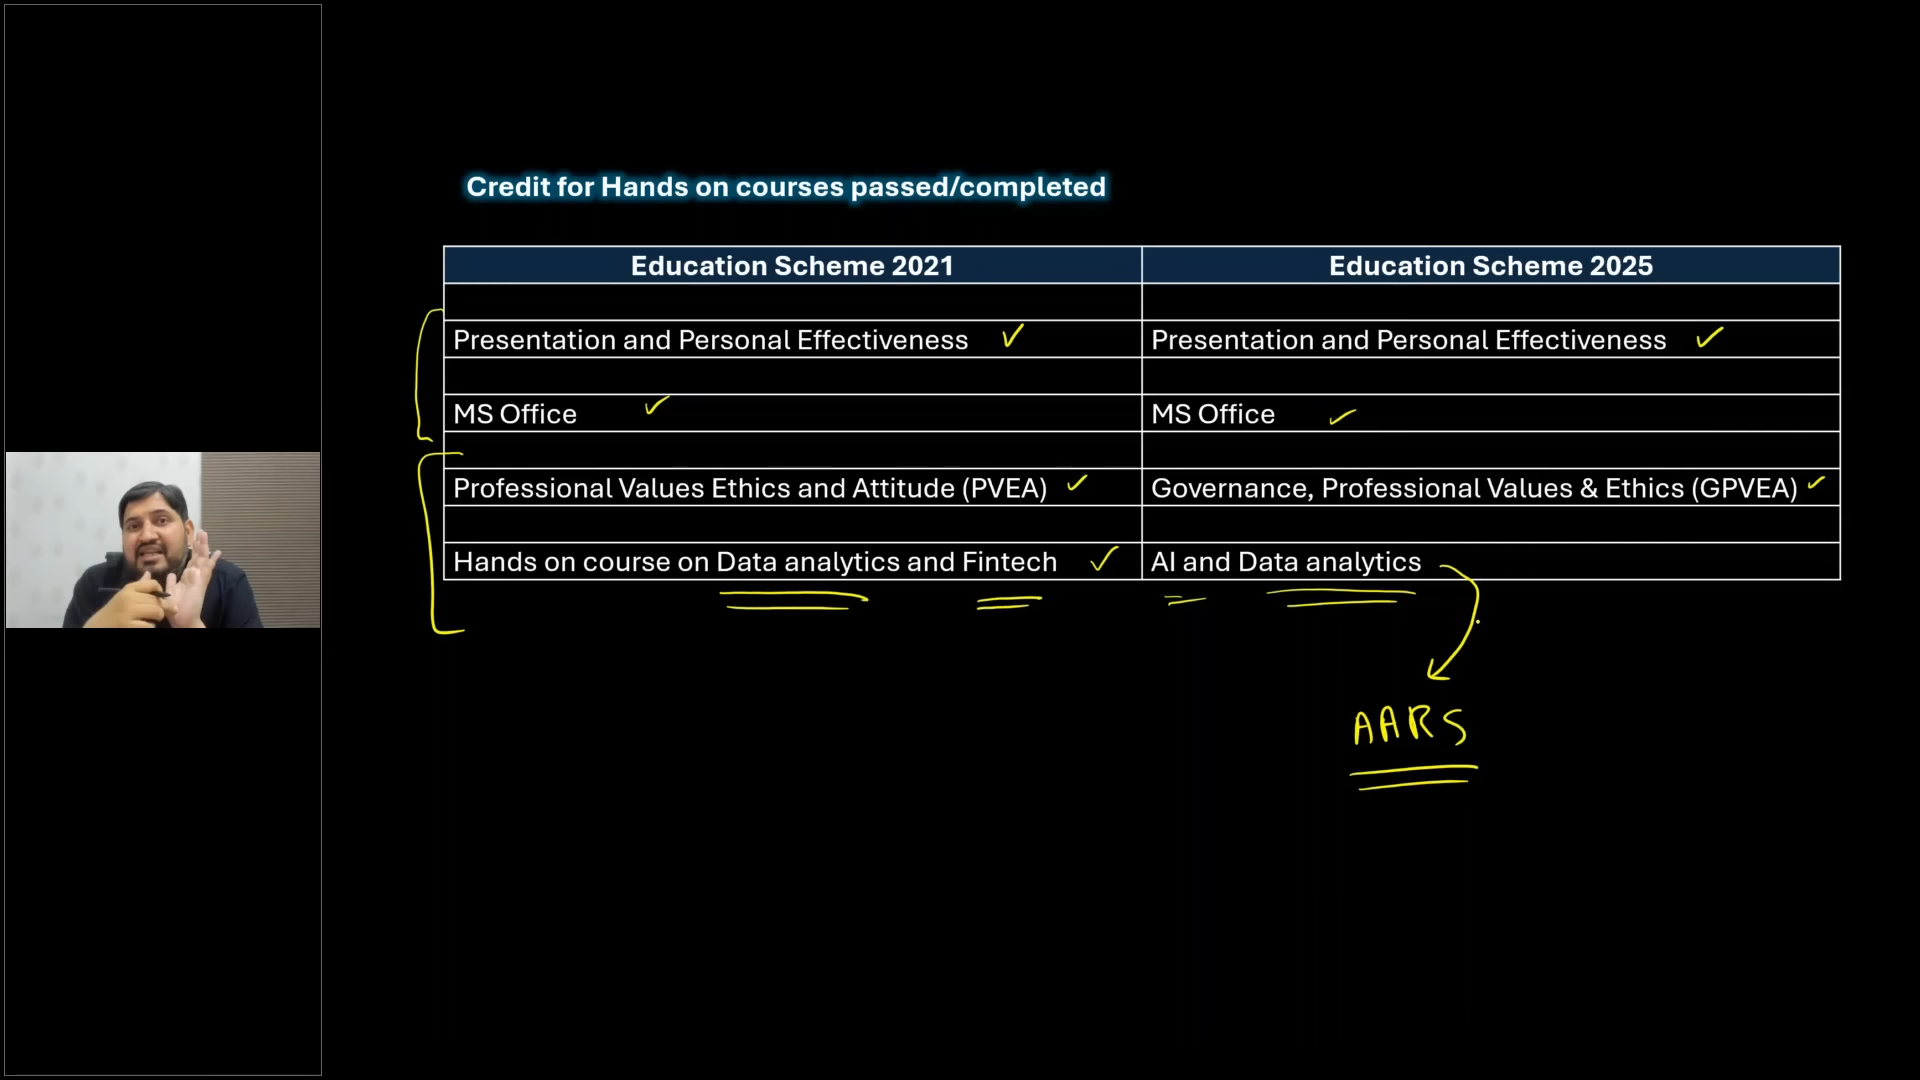 Credit for Hands on courses passed/completed
Education Scheme 2021 Education Scheme 2025
Presentation and Personal Effectiveness Presentation and Personal Effectiveness
MS Office MS Office
Professional Values Ethics and Attitude (PVEA) Governance, Professional Values & Ethics (GPVEA)
Hands on course on Data analytics and Fintech AI and Data analytics
AARS